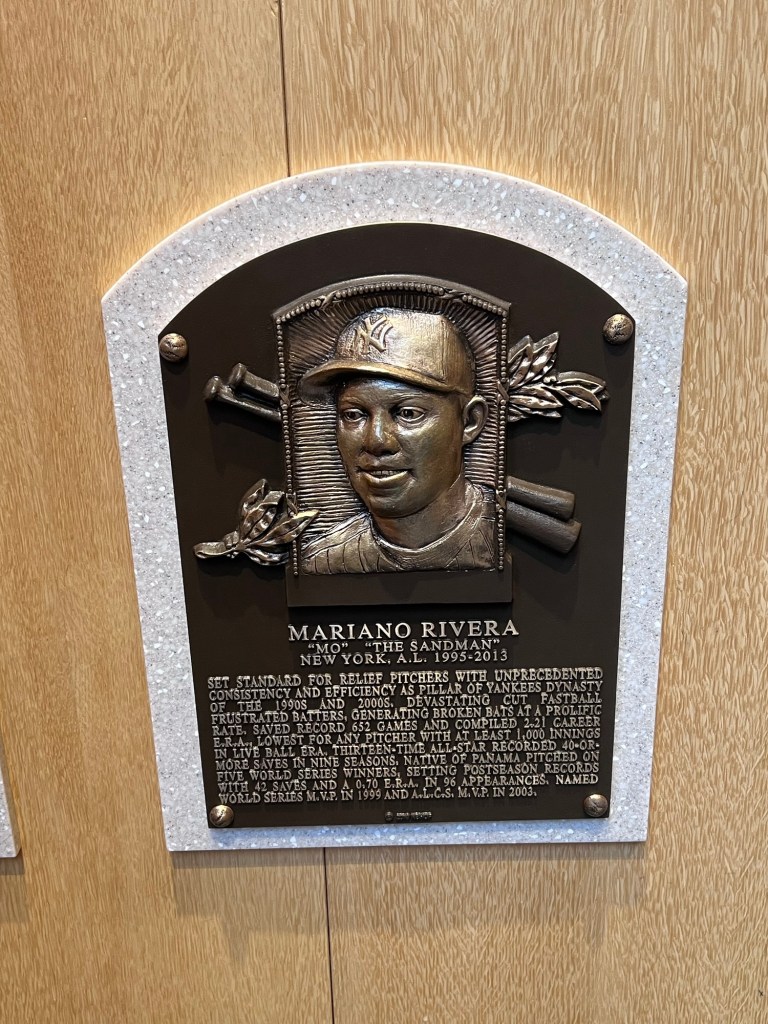 NY
MARIANO RIVERA
"MO" "THE SANDMAN"
NEW YORK, A.L. 1995-2013
SET STANDARD FOR RELIEF PITCHERS WITH UNPRECEDENTED
CONSISTENCY AND EFFICIENCY AS PILLAR OF YANKEES DYNASTY
OF THE 1990S AND 2000S. DEVASTATING CUT FASTBALL
FRUSTRATED BATTERS, GENERATING BROKEN BATS AT A PROLIFIC
RATE. SAVED RECORD 652 GAMES AND COMPILED 2.21 CAREER
E.R.A., LOWEST FOR ANY PITCHER WITH AT LEAST 1,000 INNINGS
IN LIVE BALL ERA. THIRTEEN-TIME ALL-STAR RECORDED 40-OR-
MORE SAVES IN NINE SEASONS. NATIVE OF PANAMA PITCHED ON
FIVE WORLD SERIES WINNERS, SETTING POSTSEASON RECORDS
WITH 42 SAVES AND A 0.70 E.R.A. IN 96 APPEARANCES. NAMED
WORLD SERIES M.V.P. IN 1999 AND A.L.C.S. M.V.P. IN 2003.